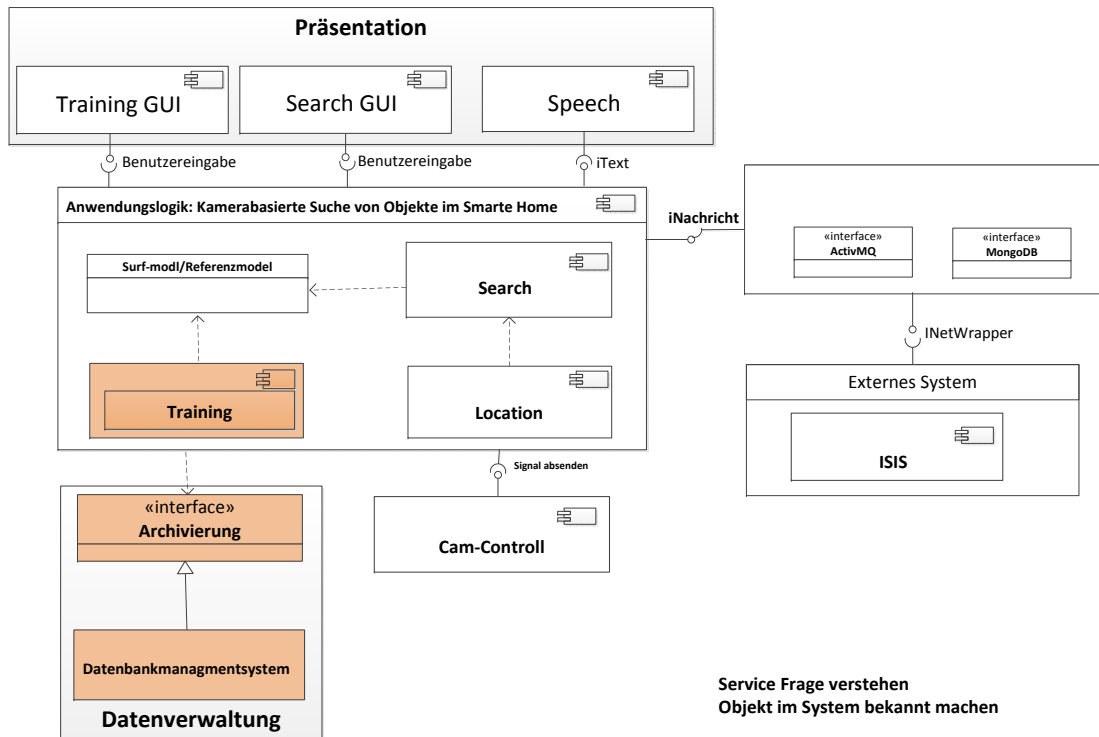 Präsentation
Training GUI
Search GUI
Speech
Benutzereingabe
Benutzereingabe
iText
Anwendungslogik: Kamerabasierte Suche von Objekte im Smarte Home
iNachricht
«interface»
ActivMQ
«interface»
MongoDB
Surf-modl/Referenzmodel
Search
Training
Location
INetWrapper
Externes System
ISIS
Signal absenden
Cam-Controll
«interface»
Archivierung
Datenbankmanagmentsystem
Datenverwaltung
Service Frage verstehen
Objekt im System bekannt machen